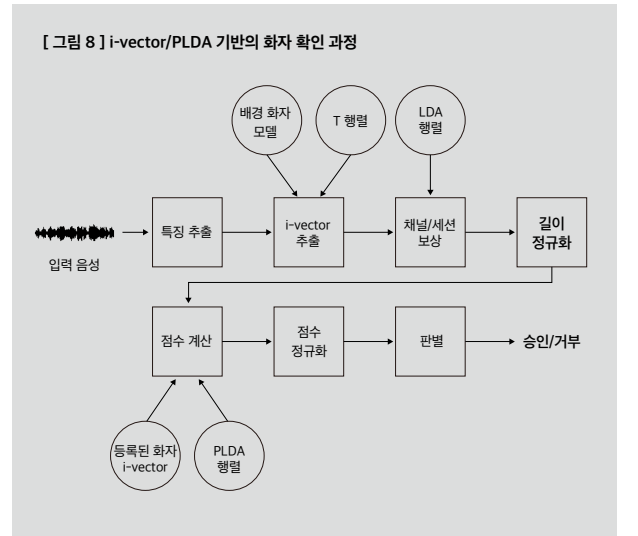 [ 그림 8 ] i-vector/PLDA 기반의 화자 확인 과정
배경 화자
모델
T 행렬
LDA
행렬
입력 음성
특징 추출
i-vector
추출
채널/세션
보상
길이
정규화
점수 계산
점수
정규화
판별
승인/거부
등록된 화자
i-vector
PLDA
행렬